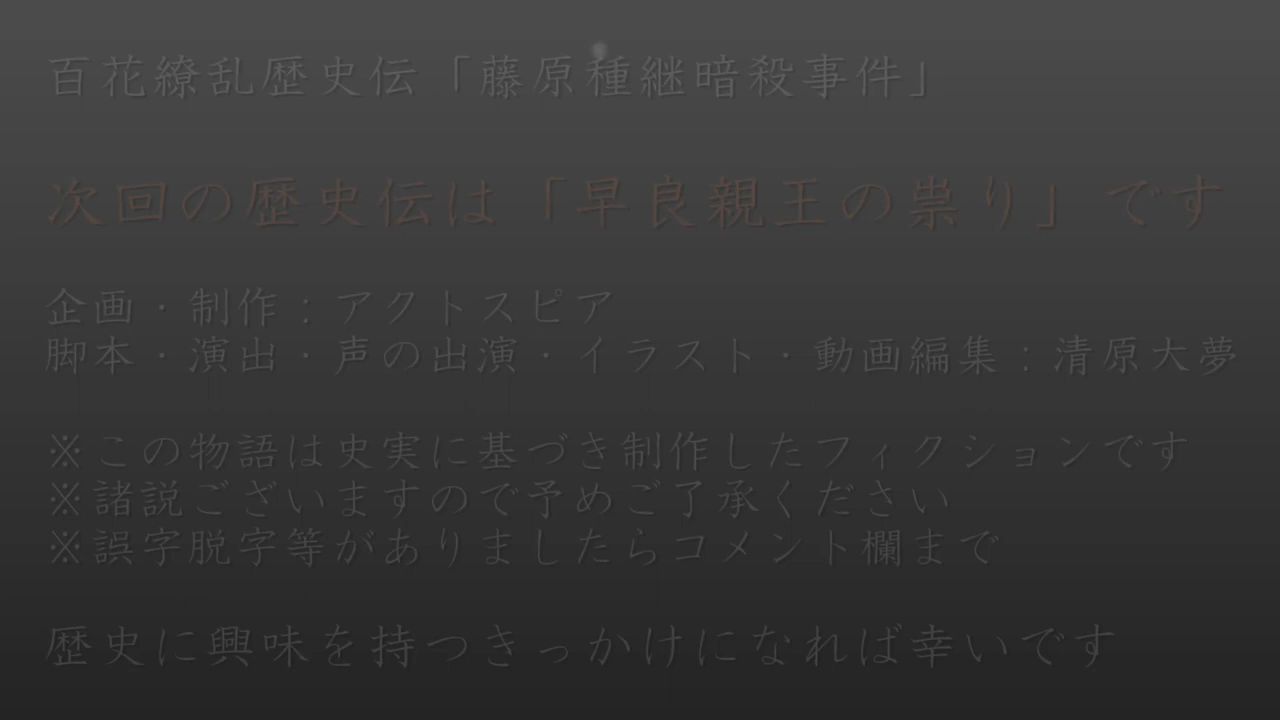 百花繚乱歴史伝「藤原種継暗殺事件」
次回の歴史伝は「早良親王の祟り」です
企画・制作：アクトスピア
脚本・演出・声の出演・イラスト・動画編集：清原大夢
※この物語は史実に基づき制作したフィクションです
※諸説ございますので予めご了承ください
※誤字脱字等がありましたらコメント欄まで
歴史に興味を持つきっかけになれば幸いです